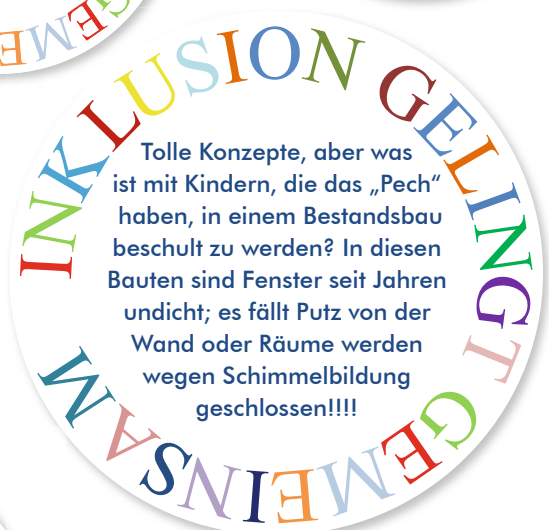 INKLUSION GELINGT GEMEINSAM
Tolle Konzepte, aber was
ist mit Kindern, die das „Pech“
haben, in einem Bestandsbau
beschult zu werden? In diesen
Bauten sind Fenster seit Jahren
undicht; es fällt Putz von der
Wand oder Räume werden
wegen Schimmelbildung
geschlossen!!!!